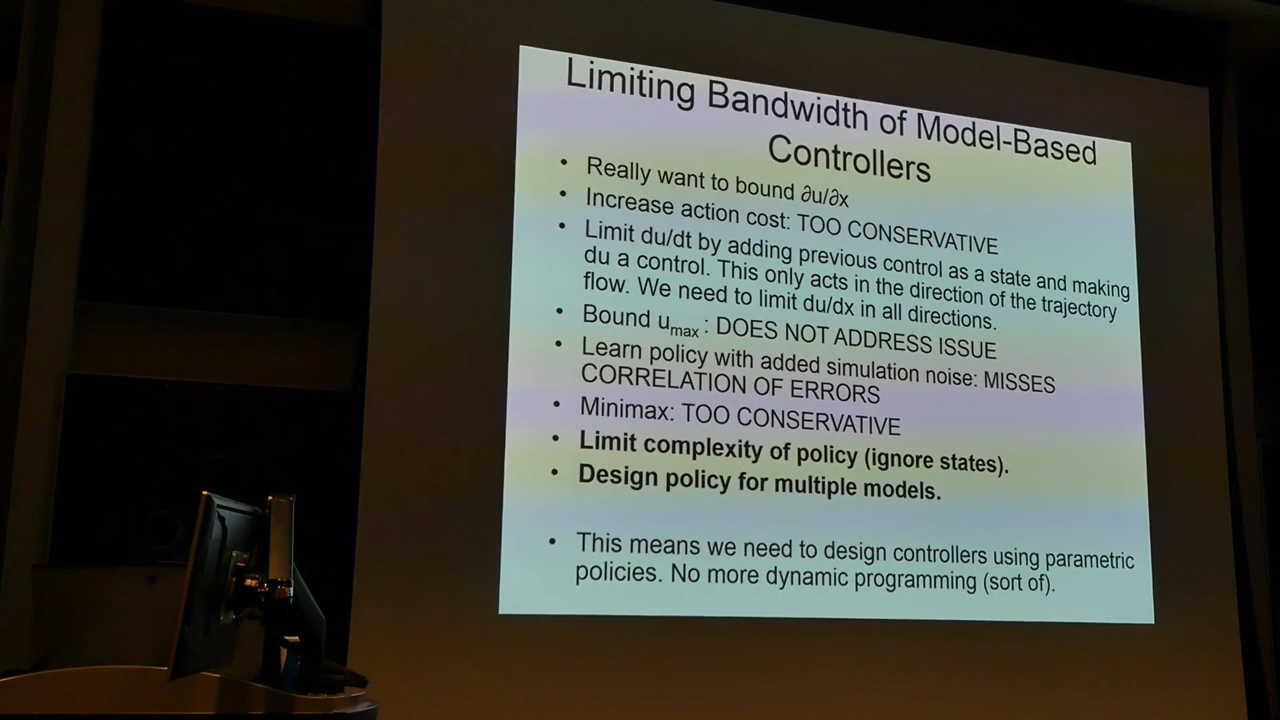 Limiting Bandwidth of Model-Based
Controllers
• Really want to bound ∂u/∂x
• Increase action cost: TOO CONSERVATIVE
• Limit du/dt by adding previous control as a state and making
du a control. This only acts in the direction of the trajectory
flow. We need to limit du/dx in all directions.
• Bound umax : DOES NOT ADDRESS ISSUE
• Learn policy with added simulation noise: MISSES
CORRELATION OF ERRORS
• Minimax: TOO CONSERVATIVE
• Limit complexity of policy (ignore states).
• Design policy for multiple models.
• This means we need to design controllers using parametric
policies. No more dynamic programming (sort of).